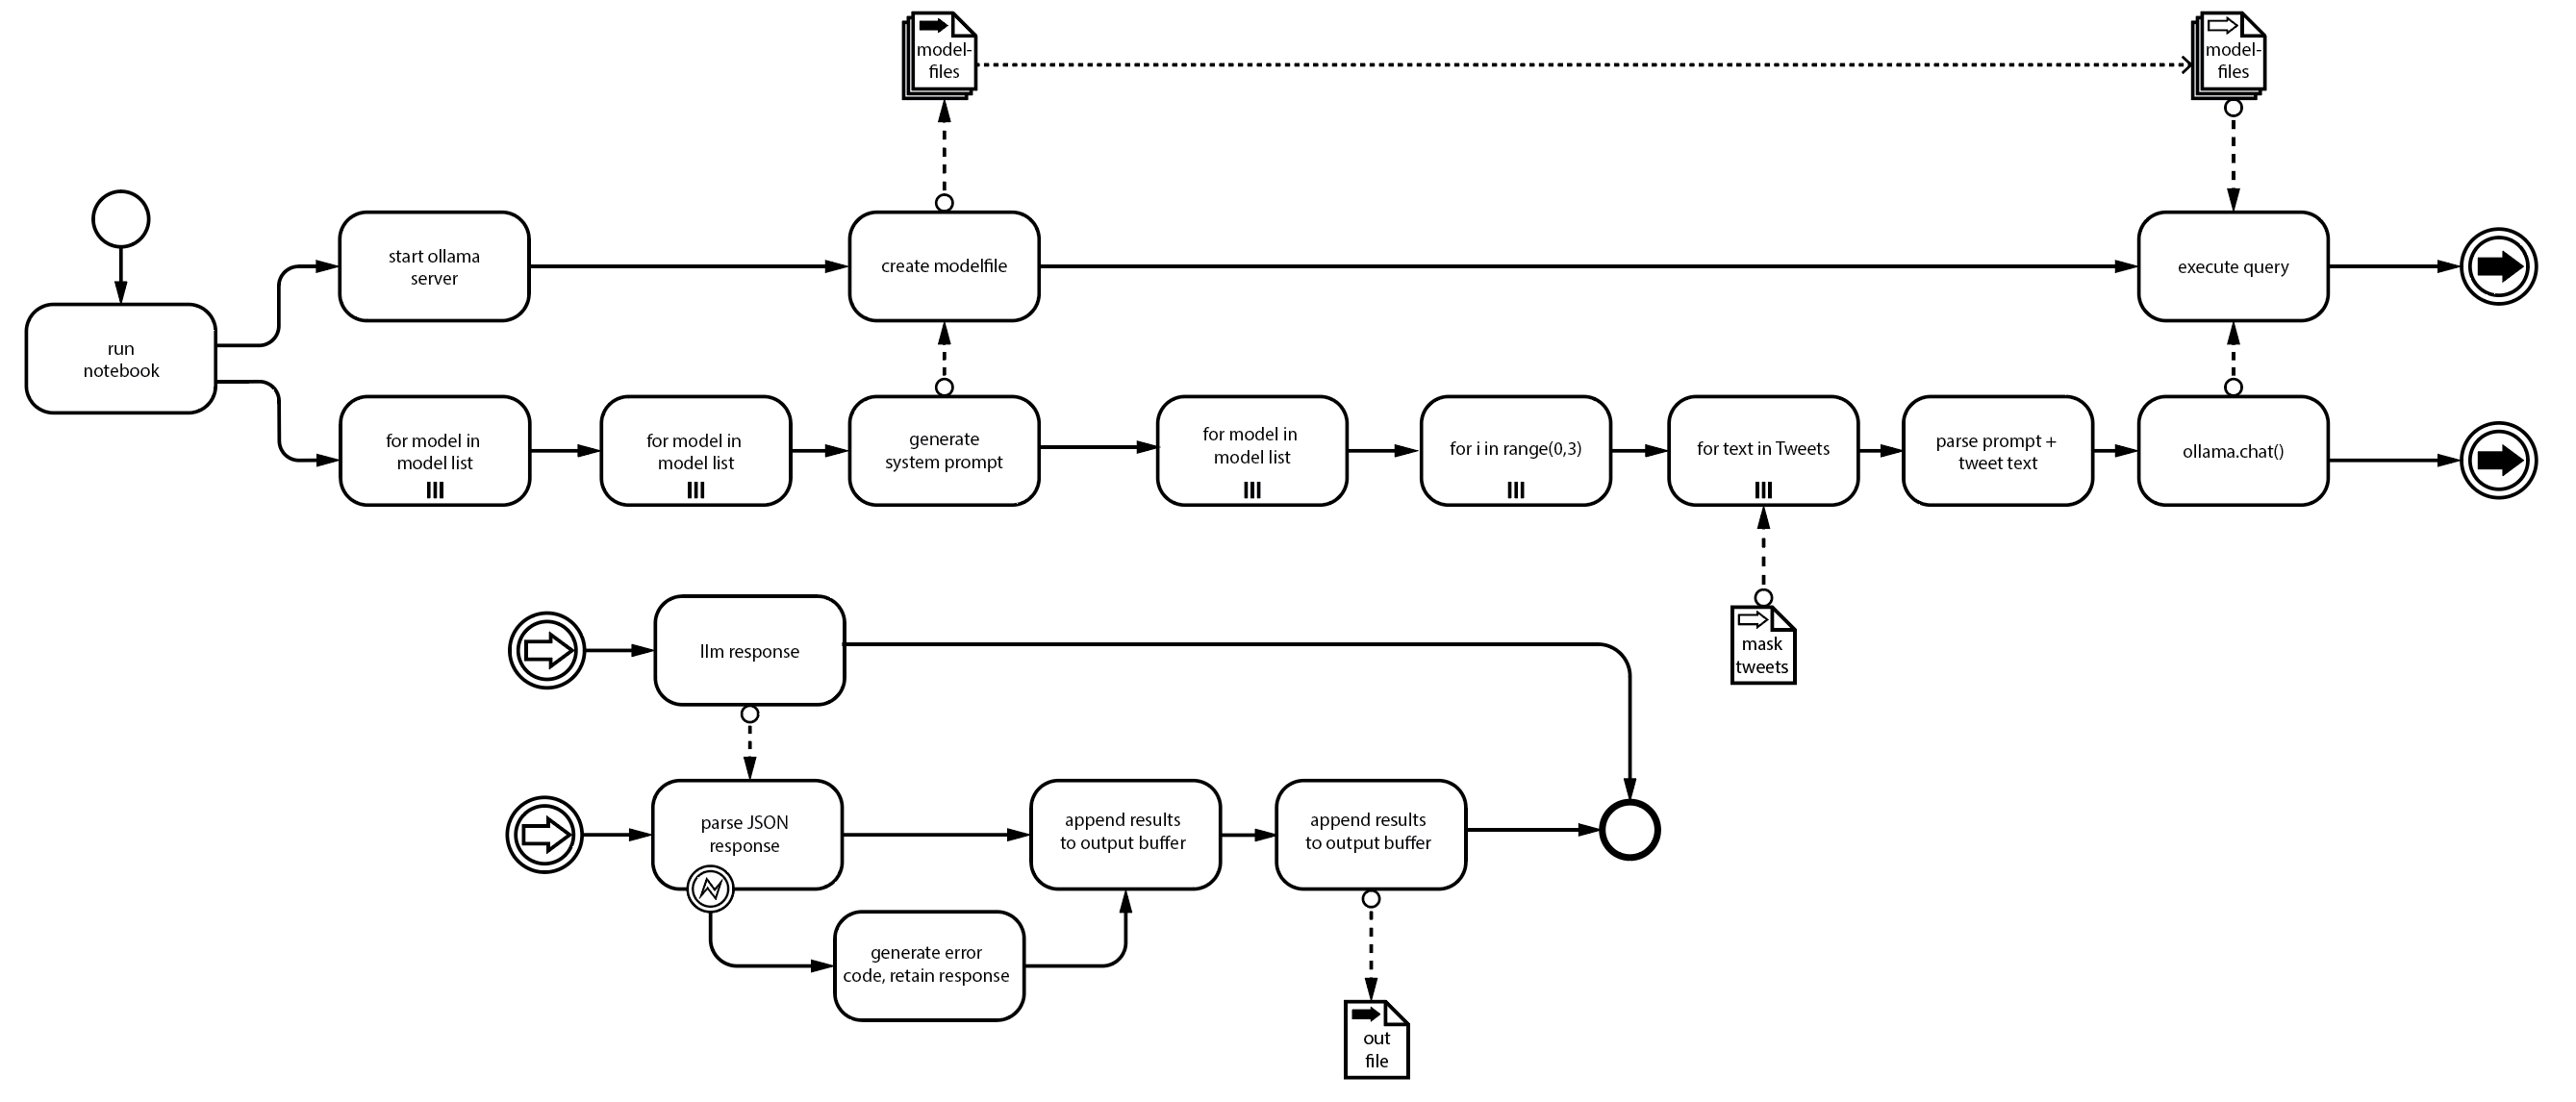 model-
files
model-
files
start ollama
server
create modelfile
execute query
run
notebook
for model in
model list
for model in
model list
generate
system prompt
for model in
model list
for i in range(0,3)
for text in Tweets
parse prompt +
tweet text
ollama.chat()
llm response
mask
tweets
parse JSON
response
append results
to output buffer
append results
to output buffer
generate error
code, retain response
out
file